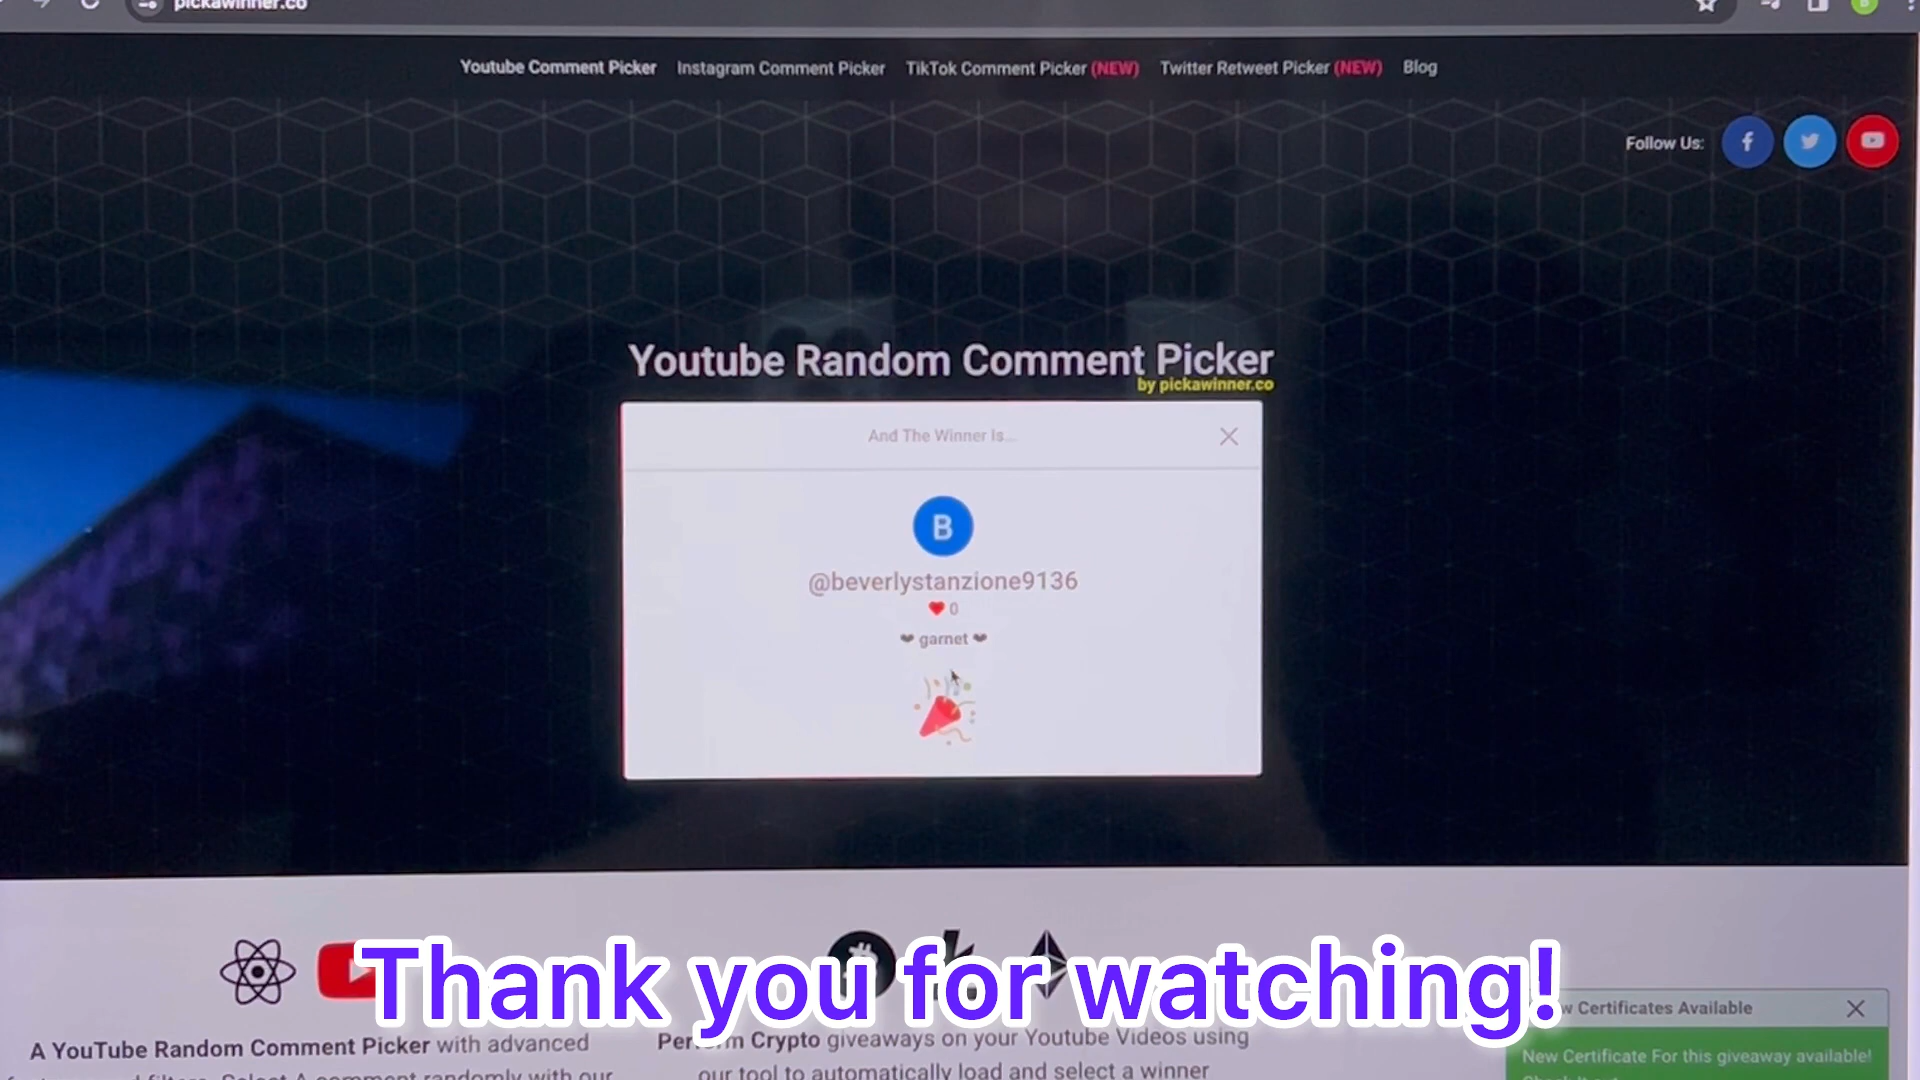 pickawinner.co
Youtube Comment Picker Instagram Comment Picker TikTok Comment Picker (NEW) Twitter Retweet Picker (NEW) Blog
Follow Us:
Youtube Random Comment Picker
by pickawinner.co
And The Winner Is...
B
@beverlystanzione9136
0
❤ garnet ❤
Thank you for watching!
Certificates Available
A YouTube Random Comment Picker with advanced
Crypto giveaways on your Youtube Videos using
New Certificate For this giveaway available!
our tool to automatically load and select a winner